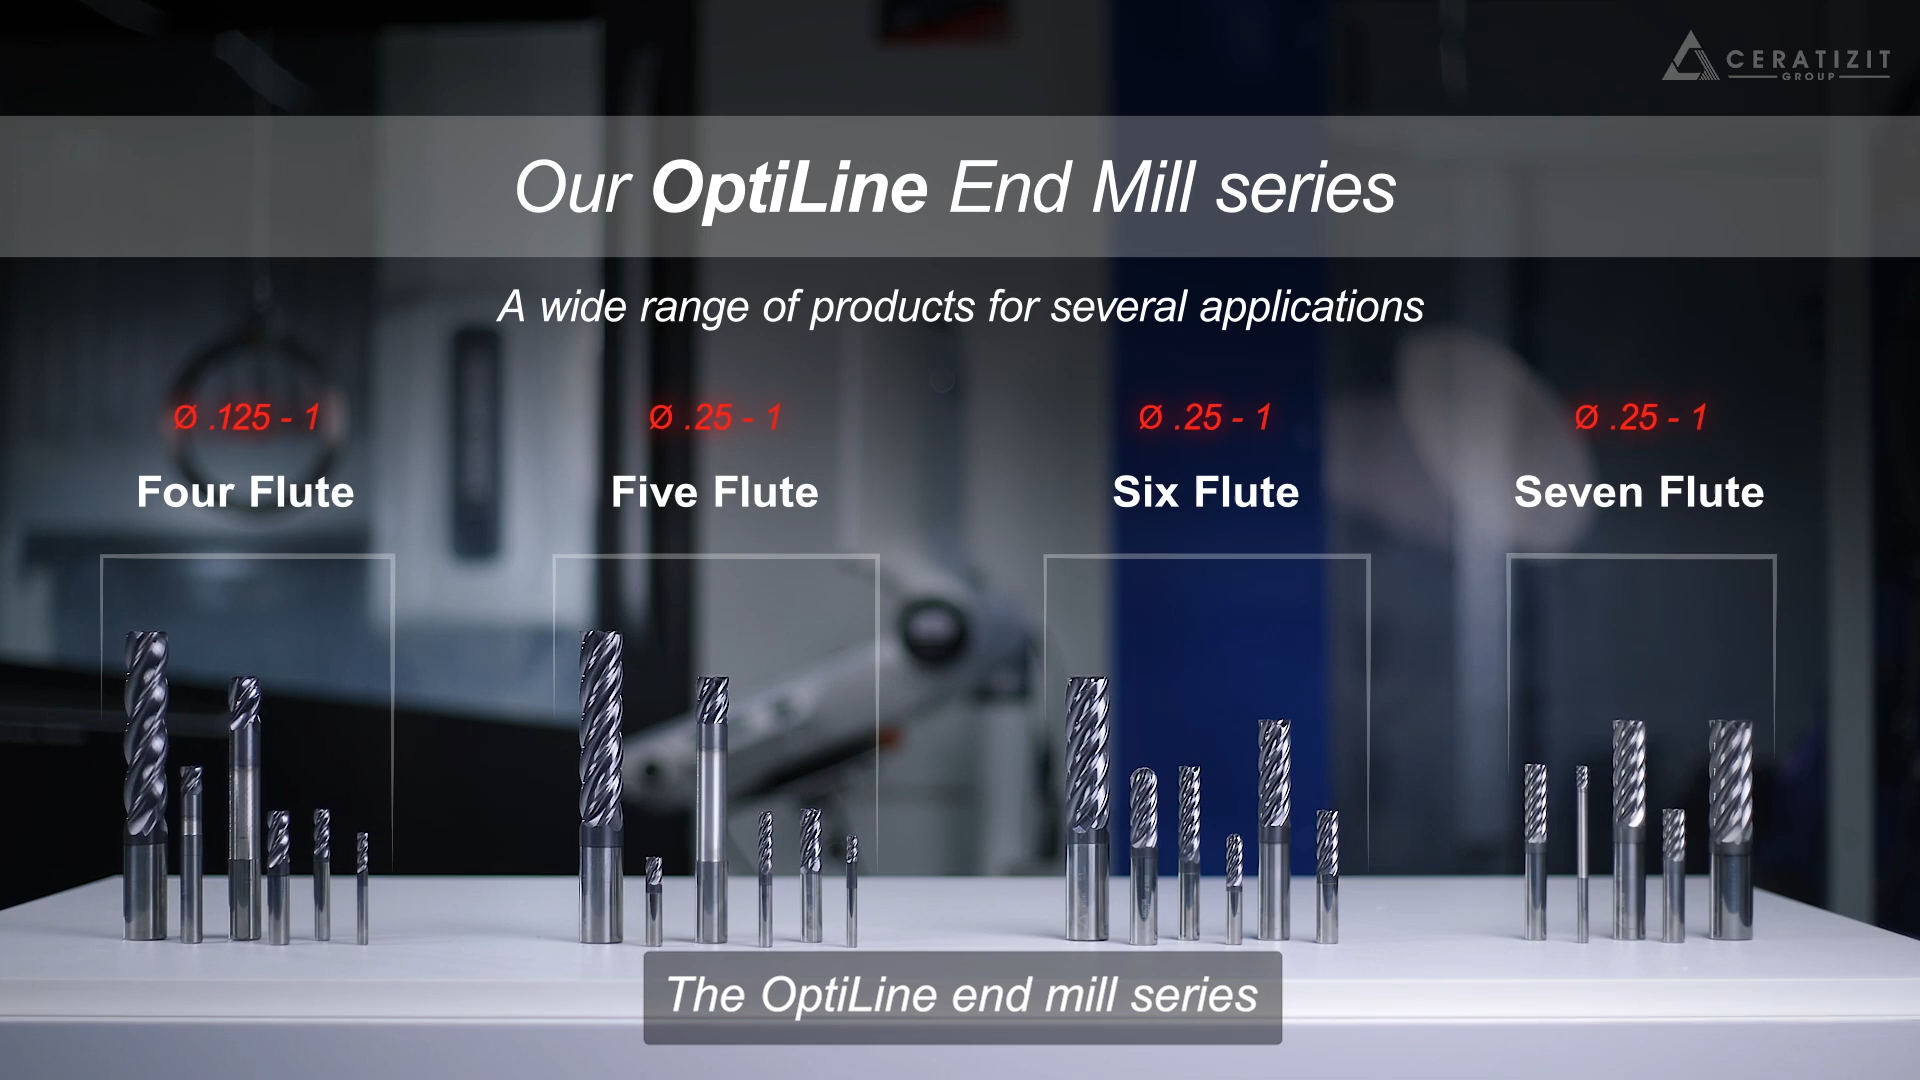 CERATIZIT
GROUP
Our OptiLine End Mill series
A wide range of products for several applications
Ø .125 - 1
Four Flute
Ø .25 - 1
Five Flute
Ø .25 - 1
Six Flute
Ø .25 - 1
Seven Flute
The OptiLine end mill series